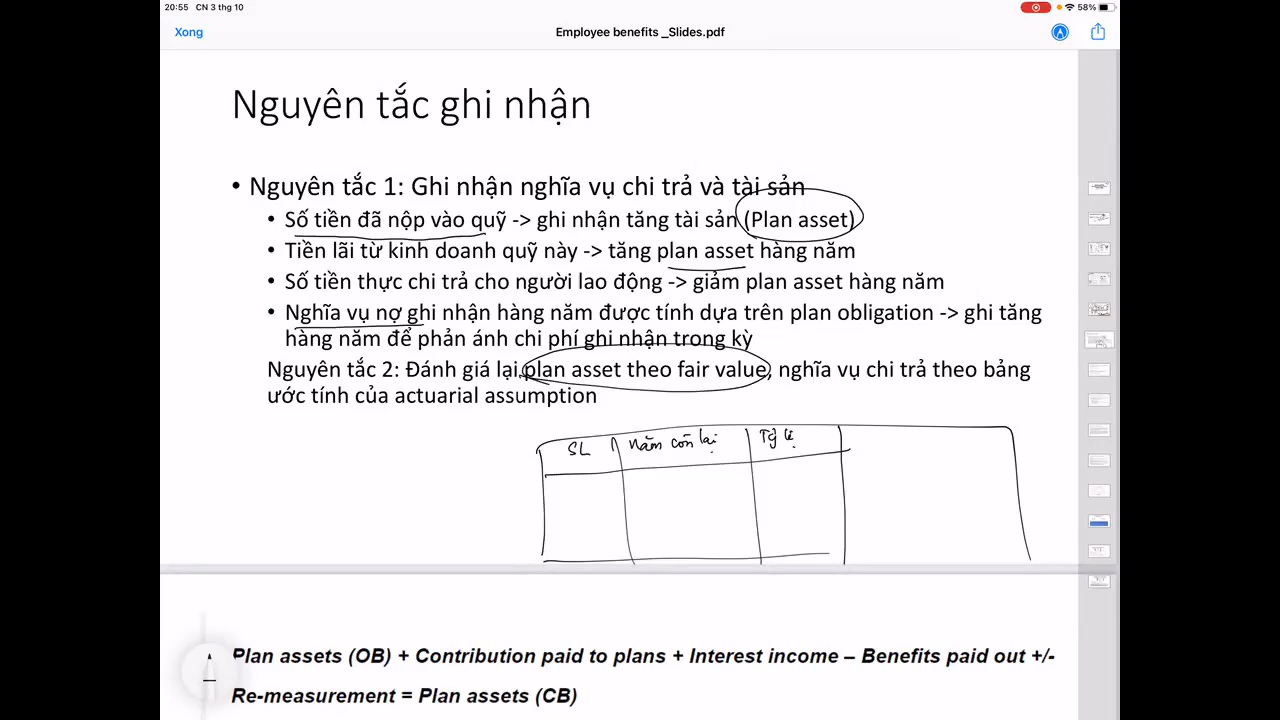 20:55 CN 3 thg 10
58%
Xong
Employee benefits _Slides.pdf
Nguyên tắc ghi nhận
• Nguyên tắc 1: Ghi nhận nghĩa vụ chi trả và tài sản
• Số tiền đã nộp vào quỹ -> ghi nhận tăng tài sản (Plan asset)
• Tiền lãi từ kinh doanh quỹ này -> tăng plan asset hàng năm
• Số tiền thực chi trả cho người lao động -> giảm plan asset hàng năm
• Nghĩa vụ nợ ghi nhận hàng năm được tính dựa trên plan obligation -> ghi tăng
hàng năm để phản ánh chi phí ghi nhận trong kỳ
Nguyên tắc 2: Đánh giá lại plan asset theo fair value, nghĩa vụ chi trả theo bảng
ước tính của actuarial assumption
SL năm còn lại Tỷ lệ
Plan assets (OB) + Contribution paid to plans + Interest income – Benefits paid out +/-
Re-measurement = Plan assets (CB)